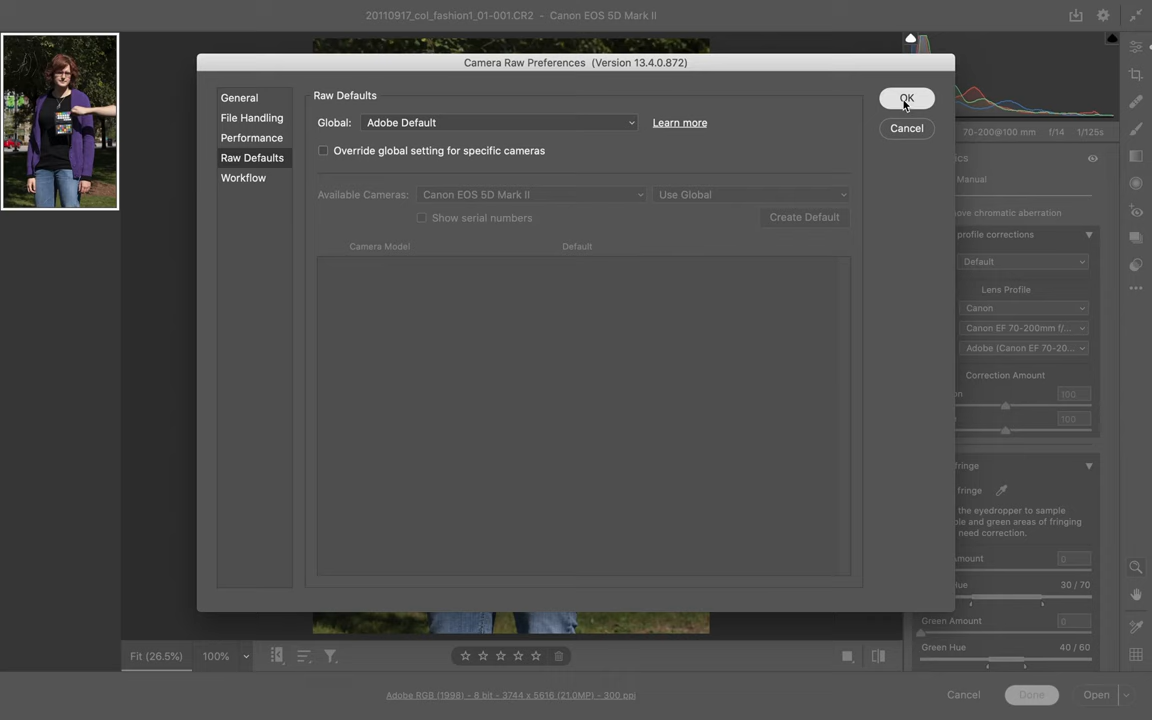 20110917_col_fashion1_01-001.CR2 - Canon EOS 5D Mark II
Camera Raw Preferences (Version 13.4.0.872)
General
File Handling
Performance
Raw Defaults
Workflow
Raw Defaults
Global: Adobe Default Learn more
Override global setting for specific cameras
Available Cameras: Canon EOS 5D Mark II Use Global
Show serial numbers Create Default
Camera Model Default
OK
Cancel
70-200@100 mm f/14 1/125s
Manual
chromatic aberration
profile corrections
Default
Lens Profile
Canon
Canon EF 70-200mm f/...
Adobe (Canon EF 70-20...
Correction Amount
100
100
the eyedropper to sample
and green areas of fringing
need correction.
0
30 / 70
Green Amount 0
Green Hue 40 / 60
Fit (26.5%) 100%
Adobe RGB (1998) - 8 bit - 3744 x 5616 (21.0MP) - 300 ppi
Cancel Done Open